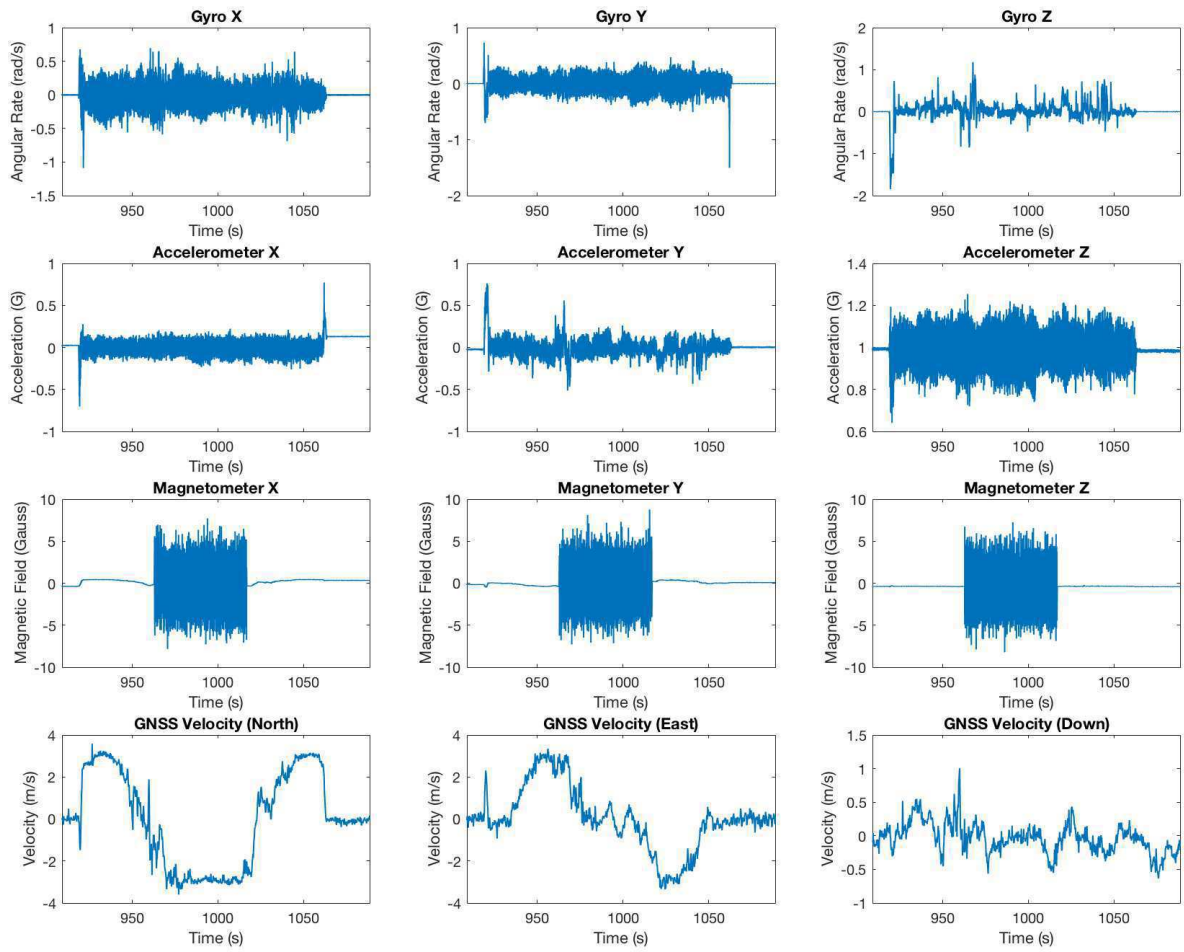 Gyro X
Angular Rate (rad/s)
1
0.5
0
-0.5
-1
-1.5
950 1000 1050
Time (s)
Gyro Y
Angular Rate (rad/s)
1
0
-1
-2
950 1000 1050
Time (s)
Gyro Z
Angular Rate (rad/s)
2
1
0
-1
-2
950 1000 1050
Time (s)
Accelerometer X
Acceleration (G)
1
0.5
0
-0.5
-1
950 1000 1050
Time (s)
Accelerometer Y
Acceleration (G)
1
0.5
0
-0.5
-1
950 1000 1050
Time (s)
Accelerometer Z
Acceleration (G)
1.4
1.2
1
0.8
0.6
950 1000 1050
Time (s)
Magnetometer X
Magnetic Field (Gauss)
10
5
0
-5
-10
950 1000 1050
Time (s)
Magnetometer Y
Magnetic Field (Gauss)
10
5
0
-5
-10
950 1000 1050
Time (s)
Magnetometer Z
Magnetic Field (Gauss)
10
5
0
-5
-10
950 1000 1050
Time (s)
GNSS Velocity (North)
Velocity (m/s)
4
2
0
-2
-4
950 1000 1050
Time (s)
GNSS Velocity (East)
Velocity (m/s)
4
2
0
-2
-4
950 1000 1050
Time (s)
GNSS Velocity (Down)
Velocity (m/s)
1.5
1
0.5
0
-0.5
-1
950 1000 1050
Time (s)